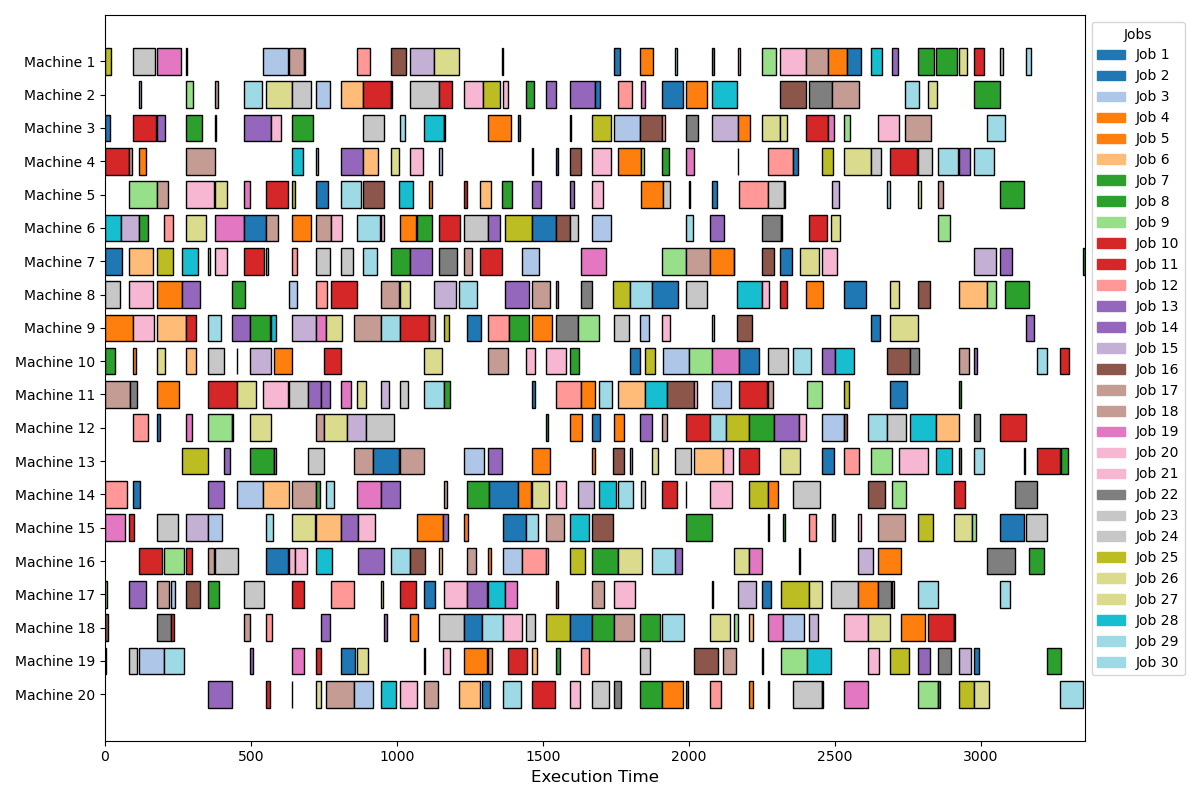 Machine 1
Machine 2
Machine 3
Machine 4
Machine 5
Machine 6
Machine 7
Machine 8
Machine 9
Machine 10
Machine 11
Machine 12
Machine 13
Machine 14
Machine 15
Machine 16
Machine 17
Machine 18
Machine 19
Machine 20
0 500 1000 1500 2000 2500 3000
Execution Time
Jobs
Job 1
Job 2
Job 3
Job 4
Job 5
Job 6
Job 7
Job 8
Job 9
Job 10
Job 11
Job 12
Job 13
Job 14
Job 15
Job 16
Job 17
Job 18
Job 19
Job 20
Job 21
Job 22
Job 23
Job 24
Job 25
Job 26
Job 27
Job 28
Job 29
Job 30